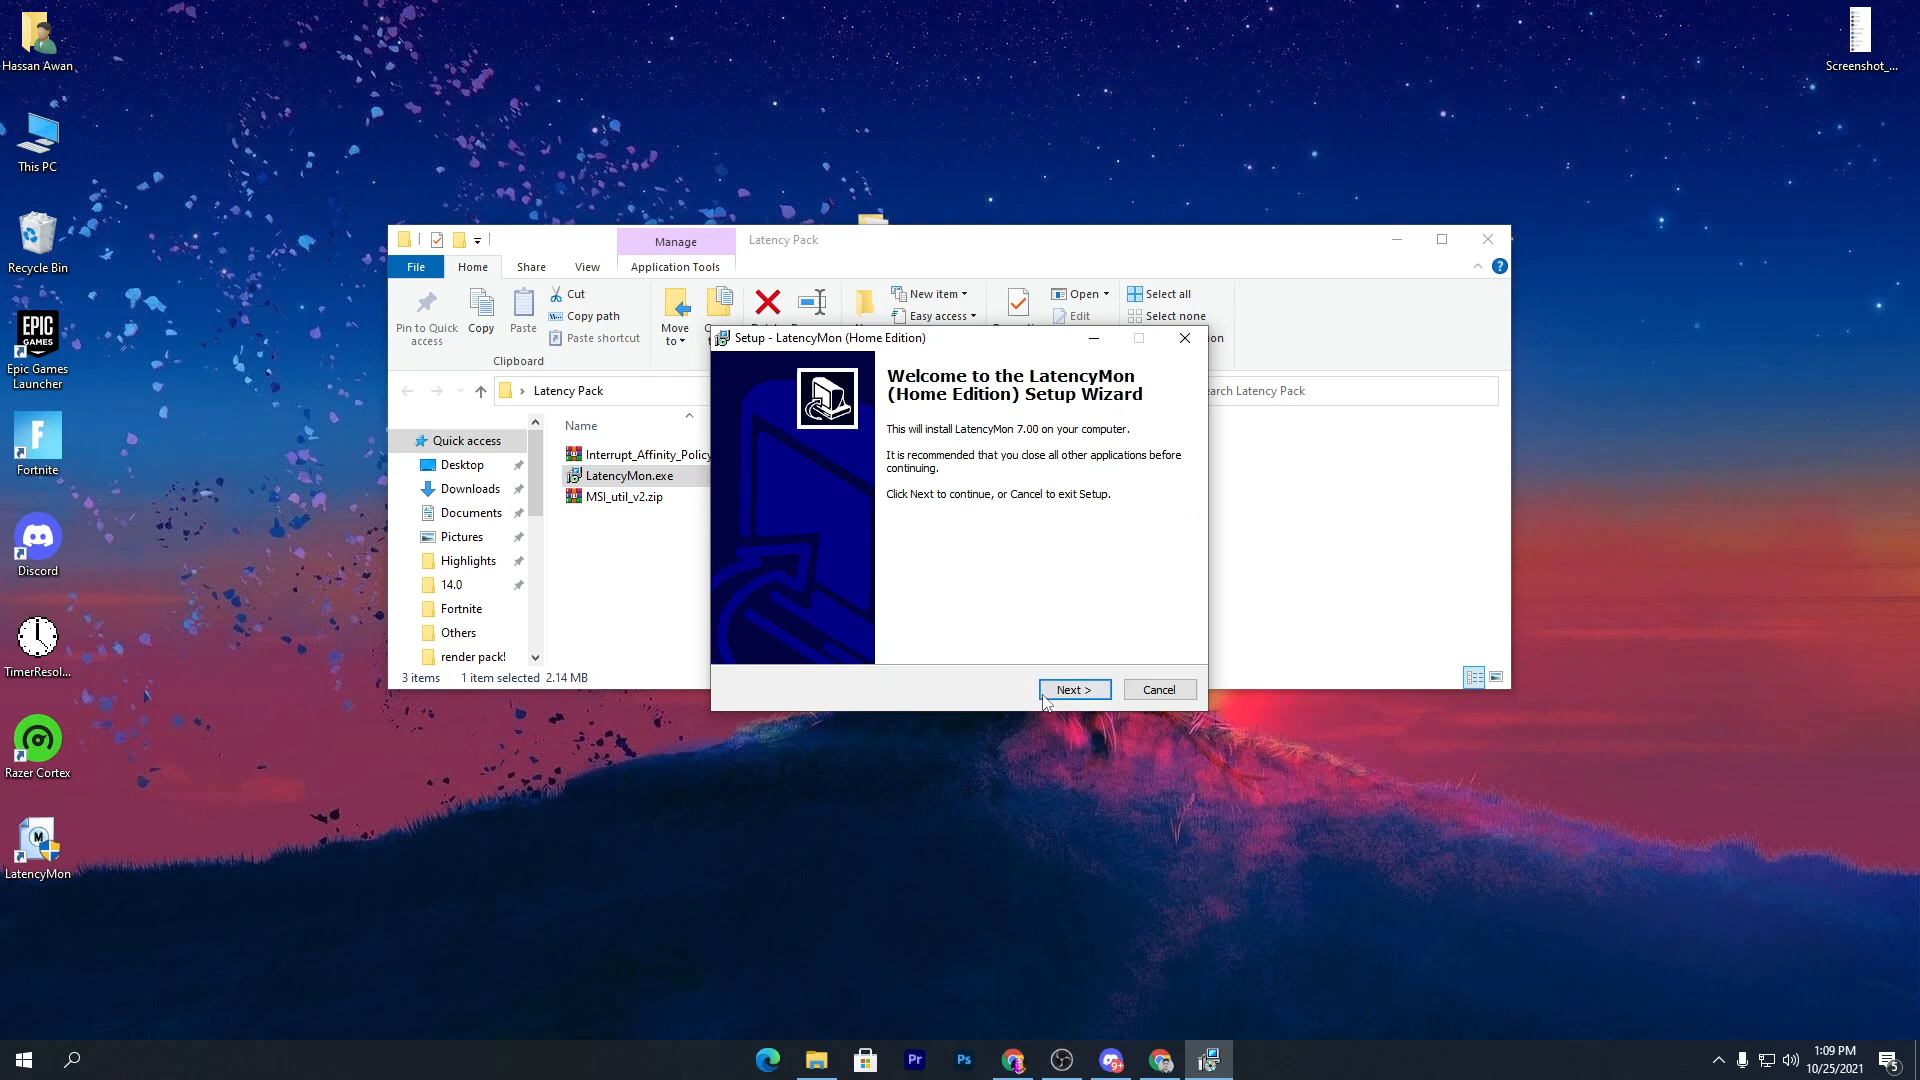 Hassan Awan
This PC
Recycle Bin
EPIC
GAMES
Epic Games
Launcher
Fortnite
Discord
TimerResol...
Razer Cortex
LatencyMon
Screenshot_...
Manage
Latency Pack
File
Home
Share
View
Application Tools
Pin to Quick
access
Copy
Paste
Cut
Copy path
Paste shortcut
Clipboard
Move
to
New item
Easy access
Open
Edit
Select all
Select none
Latency Pack
earch Latency Pack
Quick access
Desktop
Downloads
Documents
Pictures
Highlights
14.0
Fortnite
Others
render pack!
Name
Interrupt_Affinity_Policy
LatencyMon.exe
MSI_util_v2.zip
3 items
1 item selected 2.14 MB
Setup - LatencyMon (Home Edition)
Welcome to the LatencyMon
(Home Edition) Setup Wizard
This will install LatencyMon 7.00 on your computer.
It is recommended that you close all other applications before
continuing.
Click Next to continue, or Cancel to exit Setup.
Next >
Cancel
Pr
Ps
9+
1:09 PM
10/25/2021
5